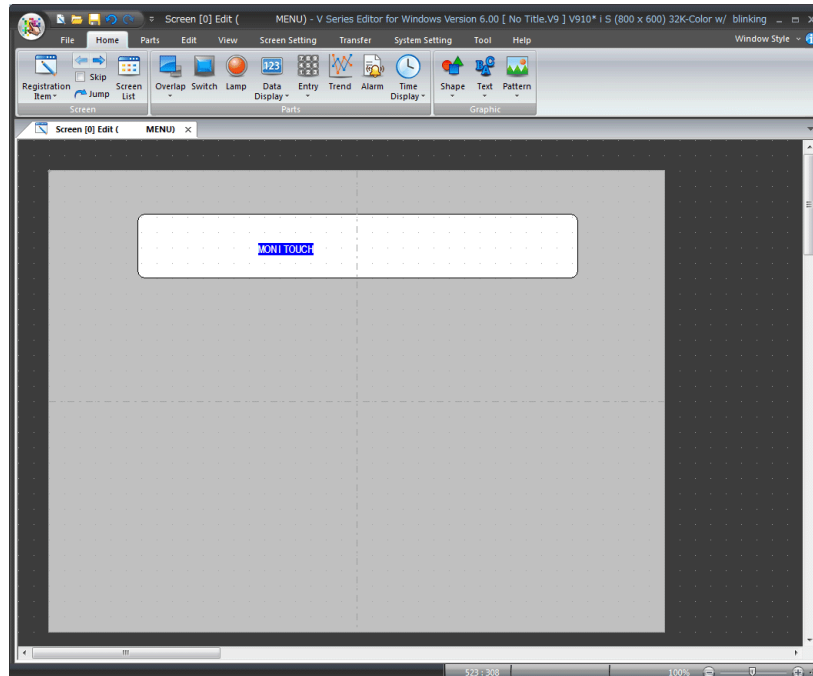 Screen [0] Edit ( MENU) - V Series Editor for Windows Version 6.00 [ No Title.V9 ] V910* i S (800 x 600) 32K-Color w/ blinking
File Home Parts Edit View Screen Setting Transfer System Setting Tool Help Window Style
Skip
Jump
Registration Item
Screen List
Overlap Switch Lamp Data Display Entry Trend Alarm Time Display
Shape Text Pattern
123
Screen Parts Graphic
Screen [0] Edit ( MENU)
MONITOUCH
523 : 308 100%